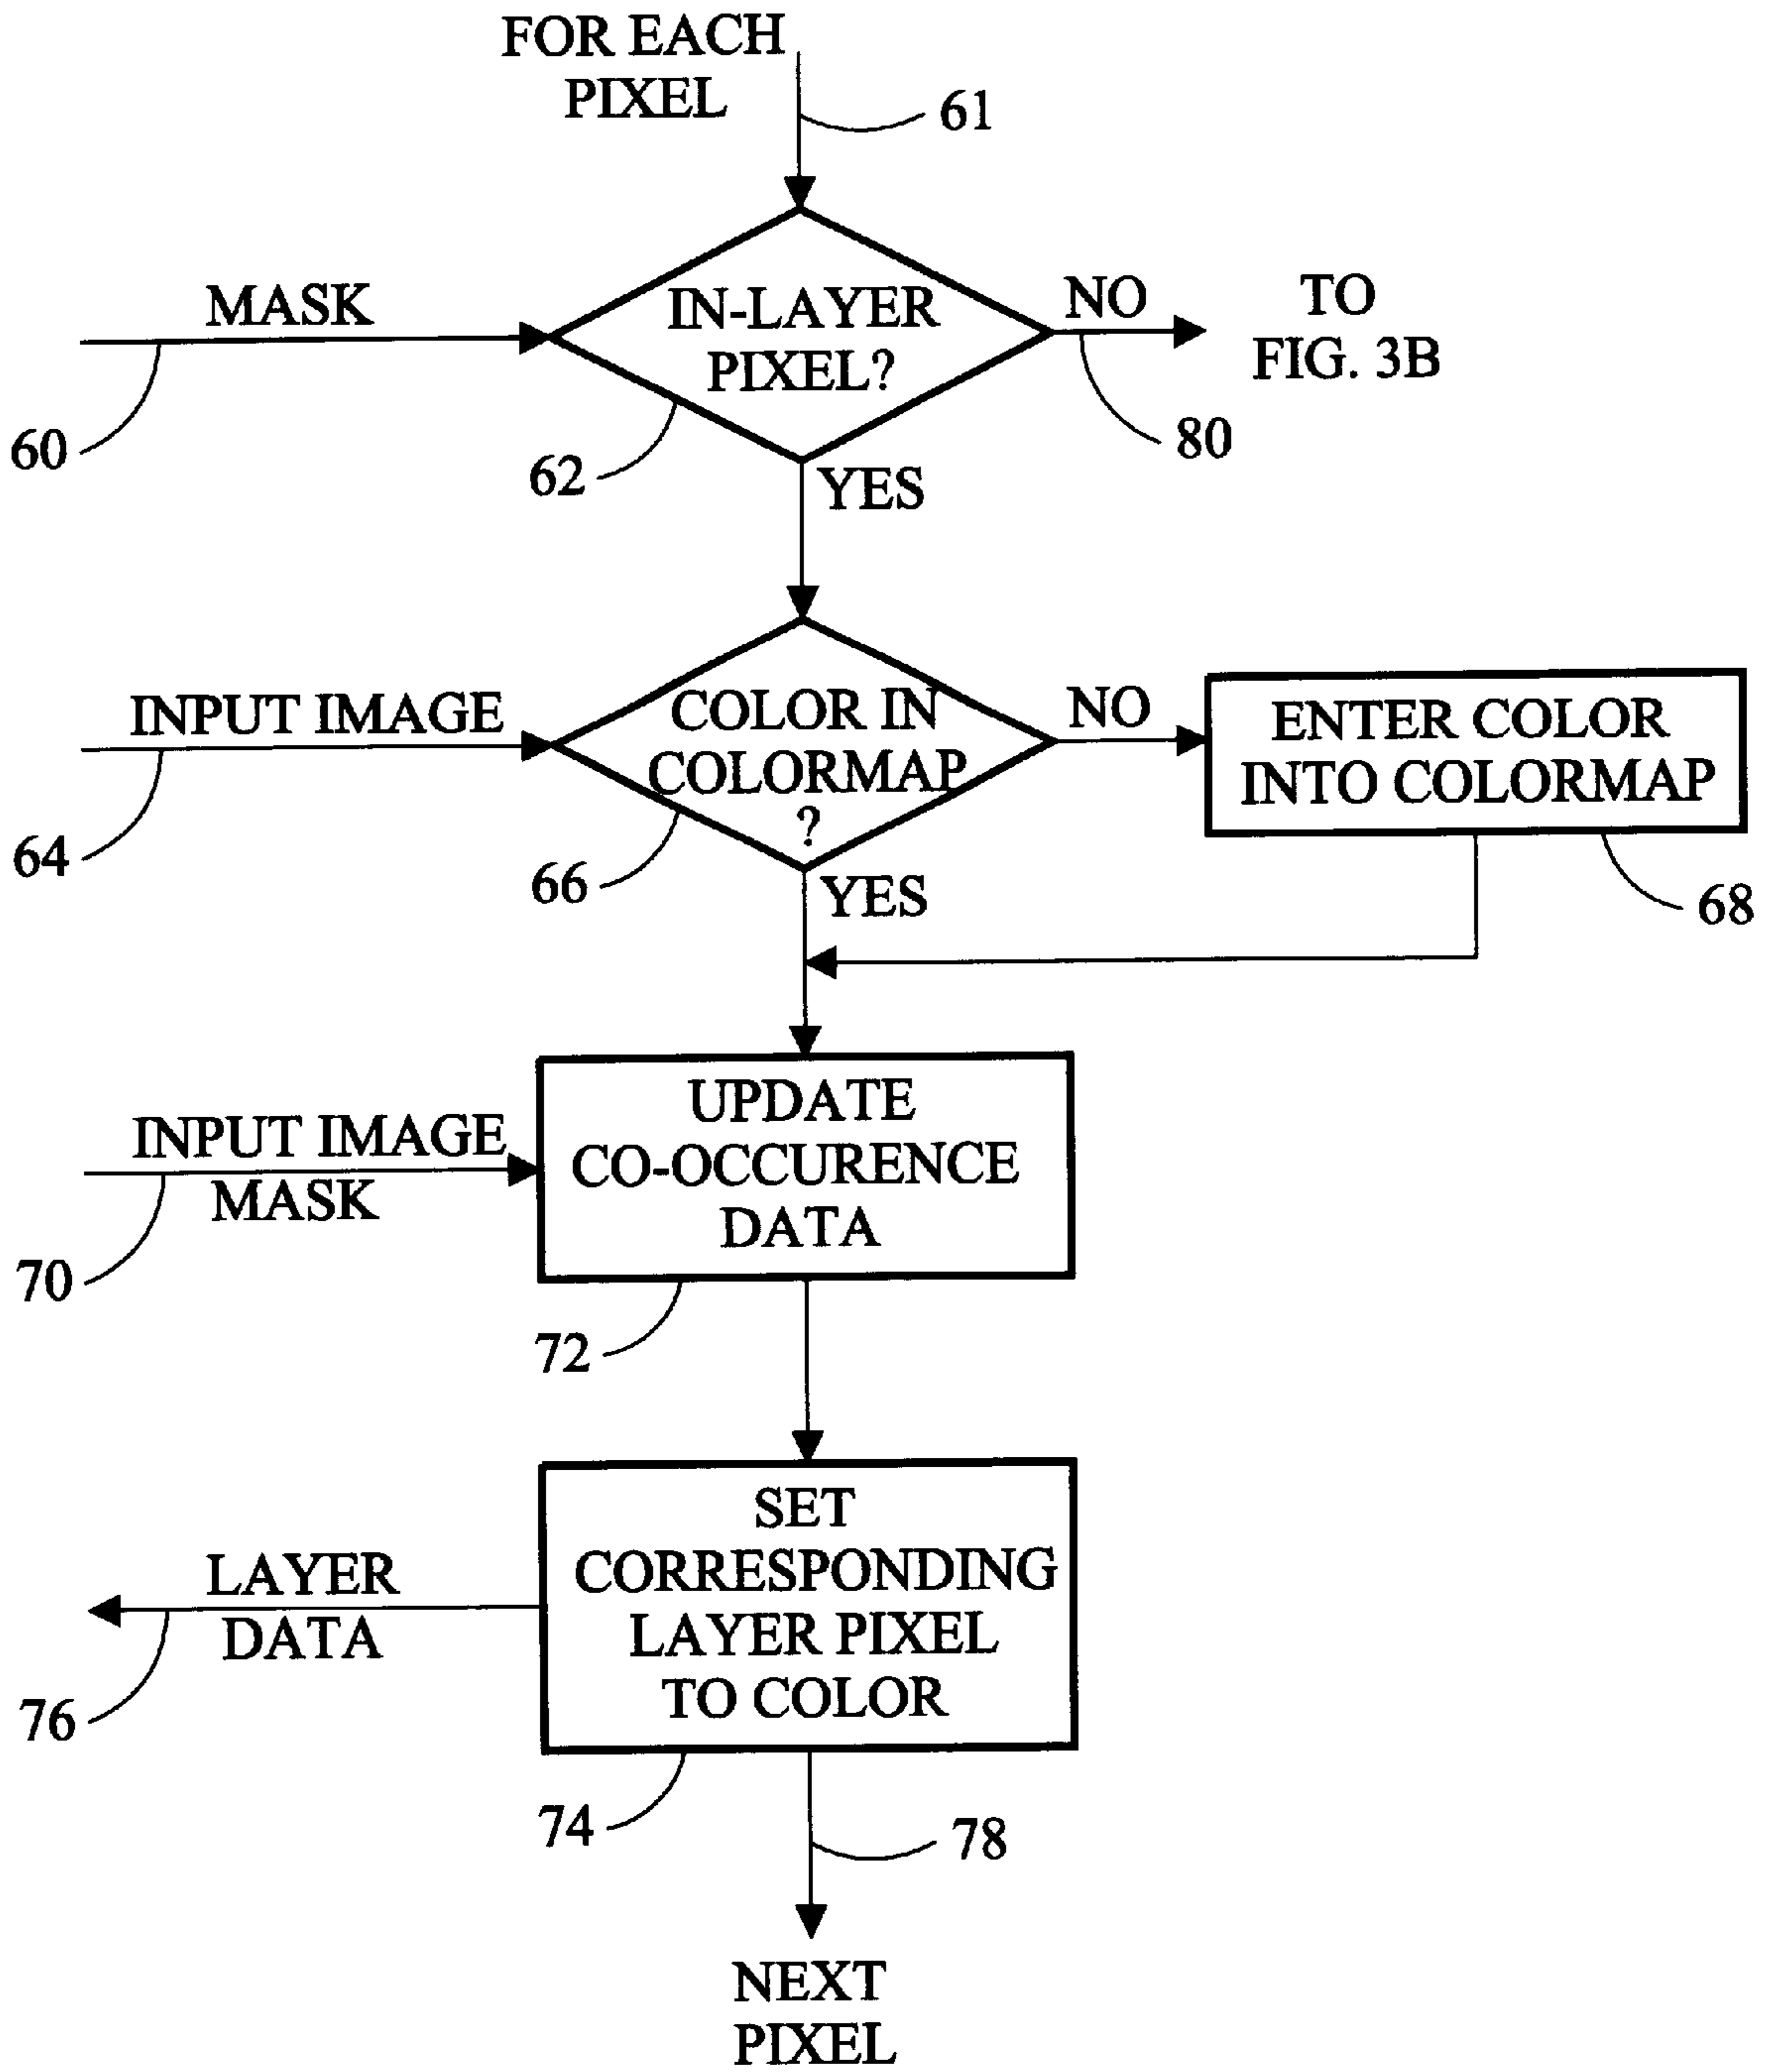 FOR EACH
PIXEL
61
MASK
IN-LAYER
PIXEL?
NO
TO
FIG. 3B
60
62
80
YES
INPUT IMAGE
COLOR IN
COLORMAP
?
NO
ENTER COLOR
INTO COLORMAP
64
66
YES
68
INPUT IMAGE
MASK
UPDATE
CO-OCCURENCE
DATA
70
72
LAYER
DATA
SET
CORRESPONDING
LAYER PIXEL
TO COLOR
76
74
78
NEXT
PIXEL